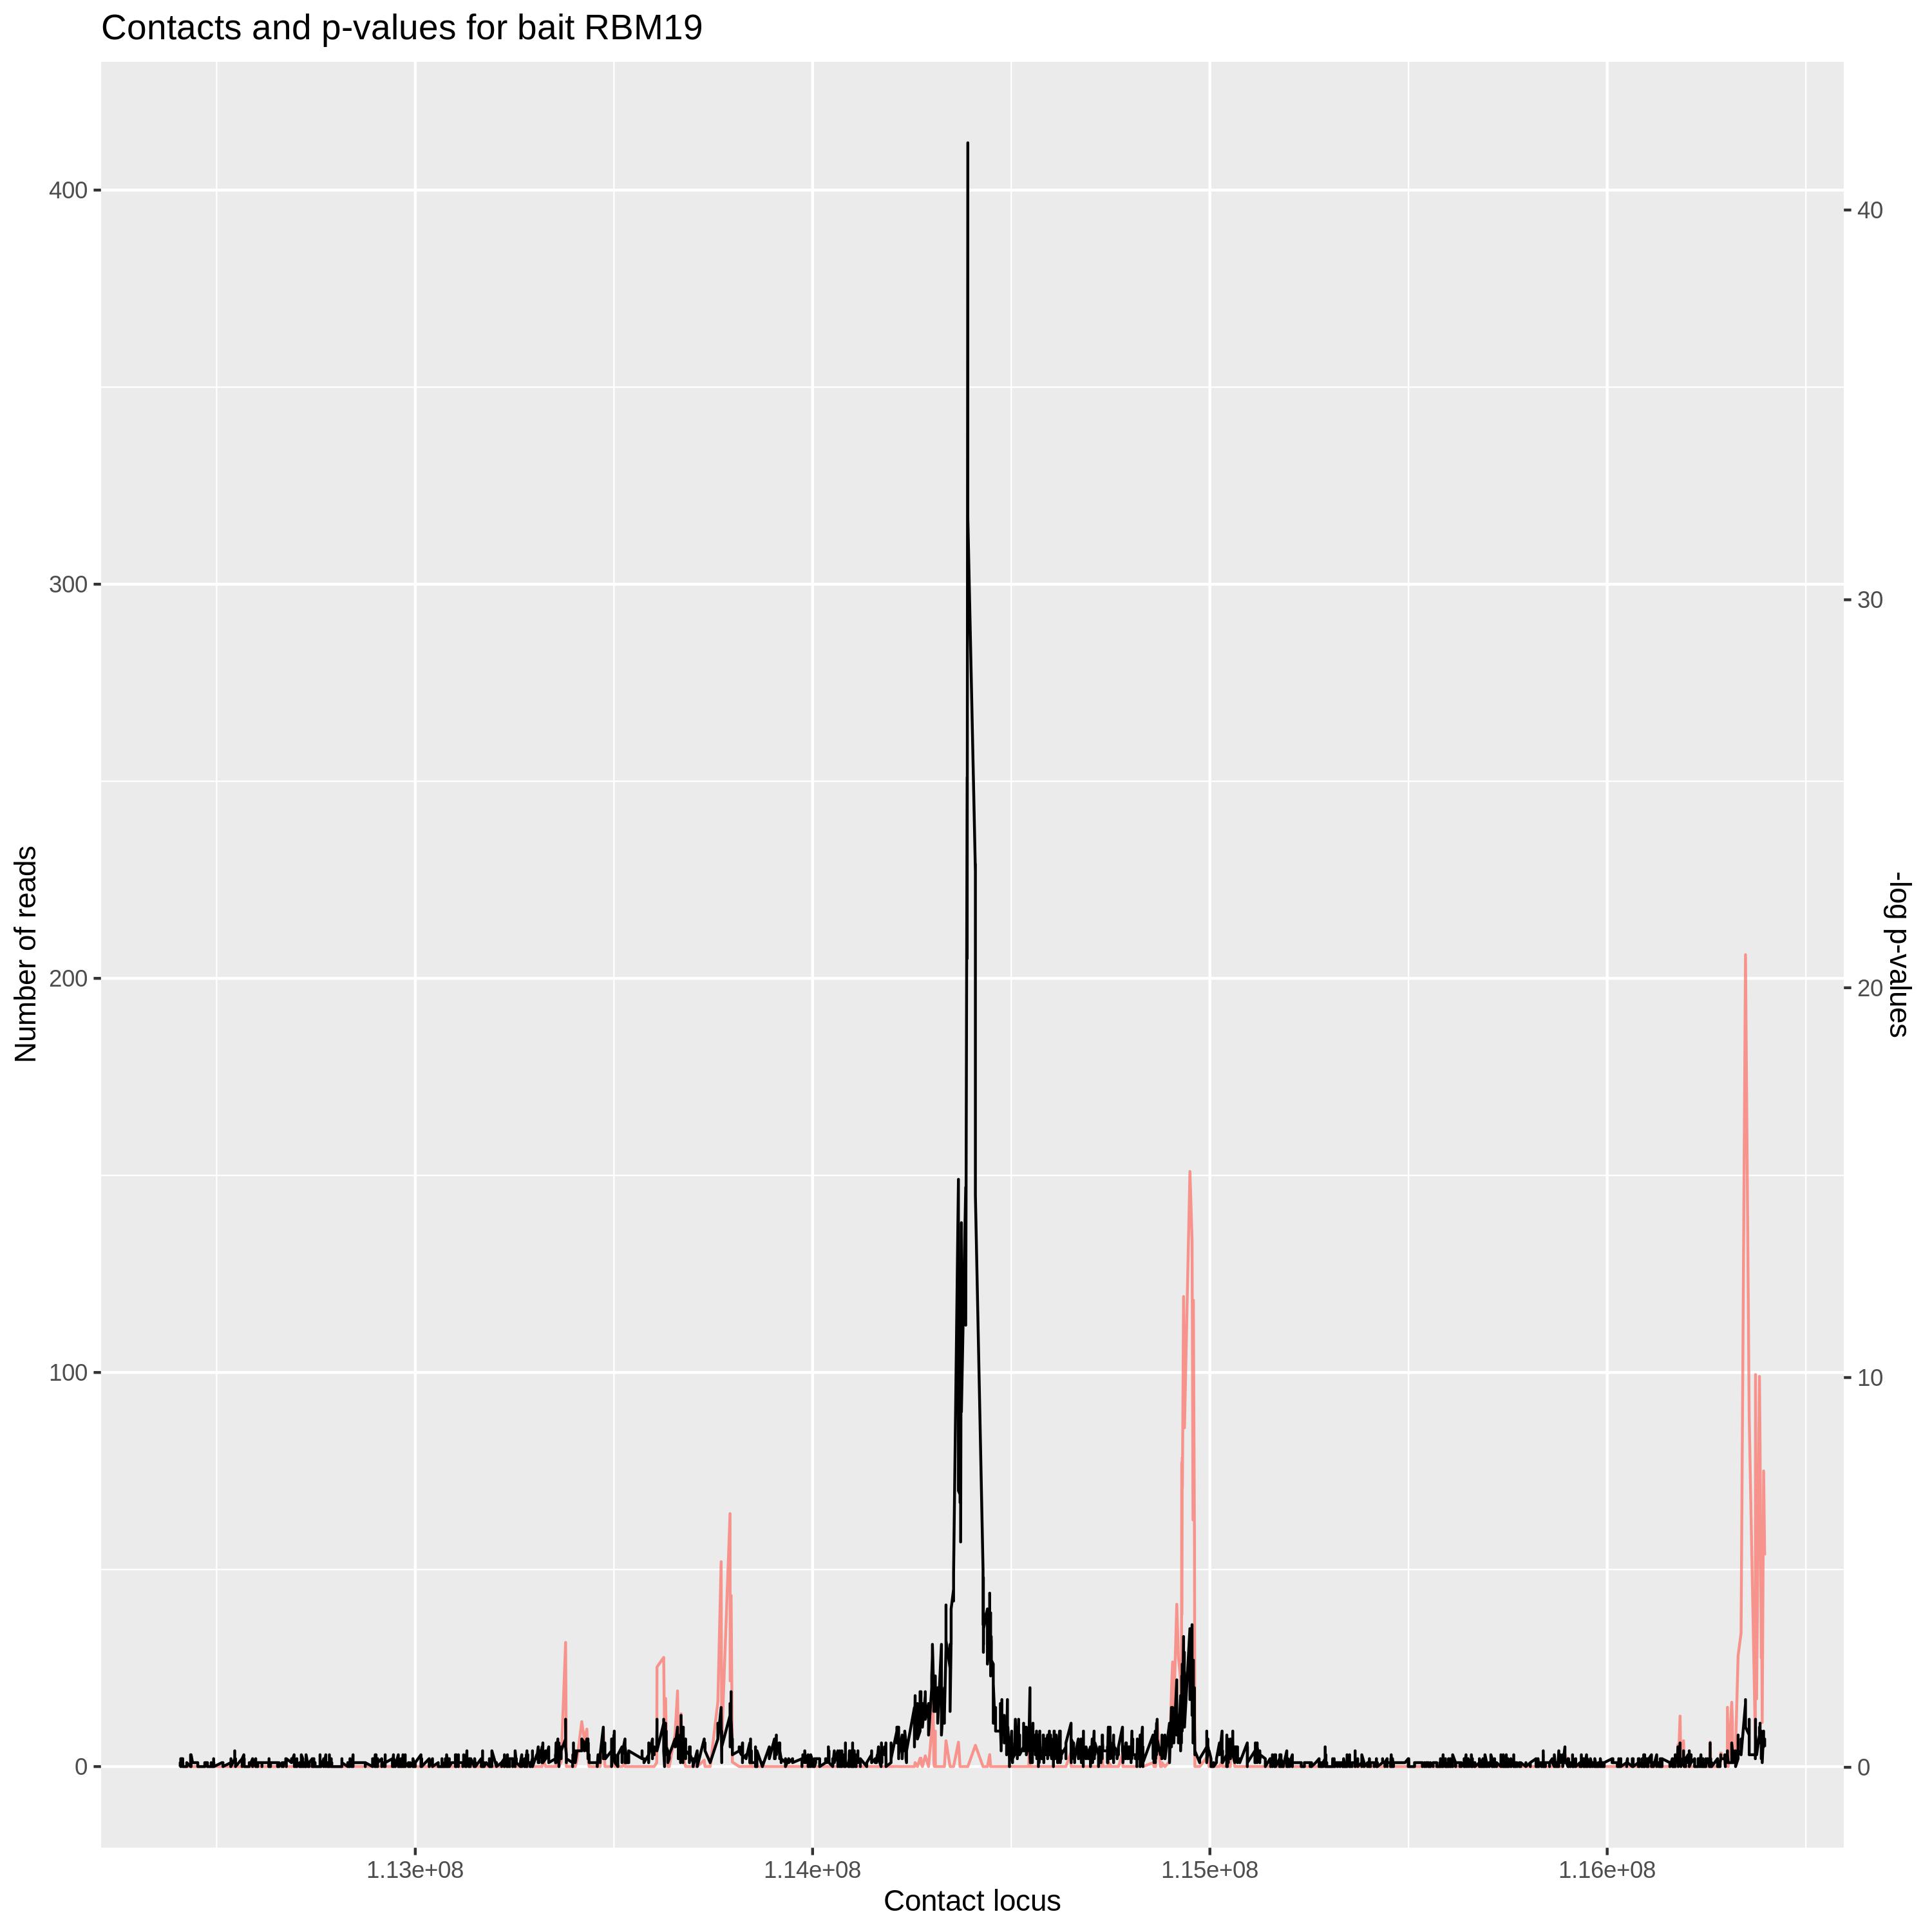 Contacts and p-values for bait RBM19
400
300
200
100
0
Number of reads
40
30
20
10
0
-log p-values
1.13e+08
1.14e+08
1.15e+08
1.16e+08
Contact locus